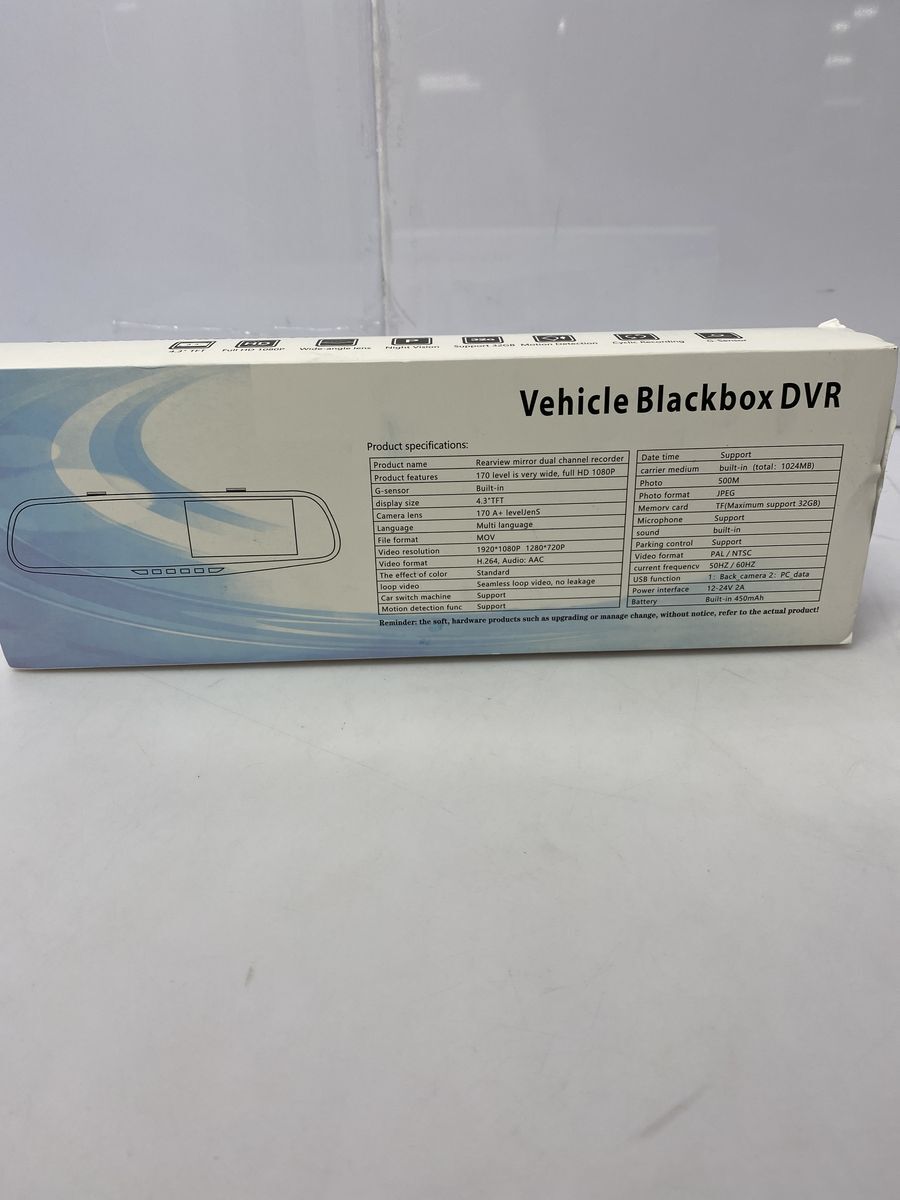 4.3" TFT Full HD 1080P Wide-angle lens Night Vision Support 32GB Motion Detection Cyclic Recording G-Sensor
Vehicle Blackbox DVR
Product specifications:
Product name Rearview mirror dual channel recorder
Product features 170 level is very wide, full HD 1080P
G-sensor Built-in
display size 4.3"TFT
Camera lens 170 A+ levelJenS
Language Multi language
File format MOV
Video resolution 1920*1080P 1280*720P
Video format H.264, Audio: AAC
The effect of color Standard
loop video Seamless loop video, no leakage
Car switch machine Support
Motion detection func Support
Date time Support
carrier medium built-in (total: 1024MB)
Photo 500M
Photo format JPEG
Memory card TF(Maximum support 32GB)
Microphone Support
sound built-in
Parking control Support
Video format PAL / NTSC
current frequency 50HZ / 60HZ
USB function 1: Back_camera 2: PC_data
Power interface 12-24V 2A
Battery Built-in 450mAh
Reminder: the soft, hardware products such as upgrading or manage change, without notice, refer to the actual product!